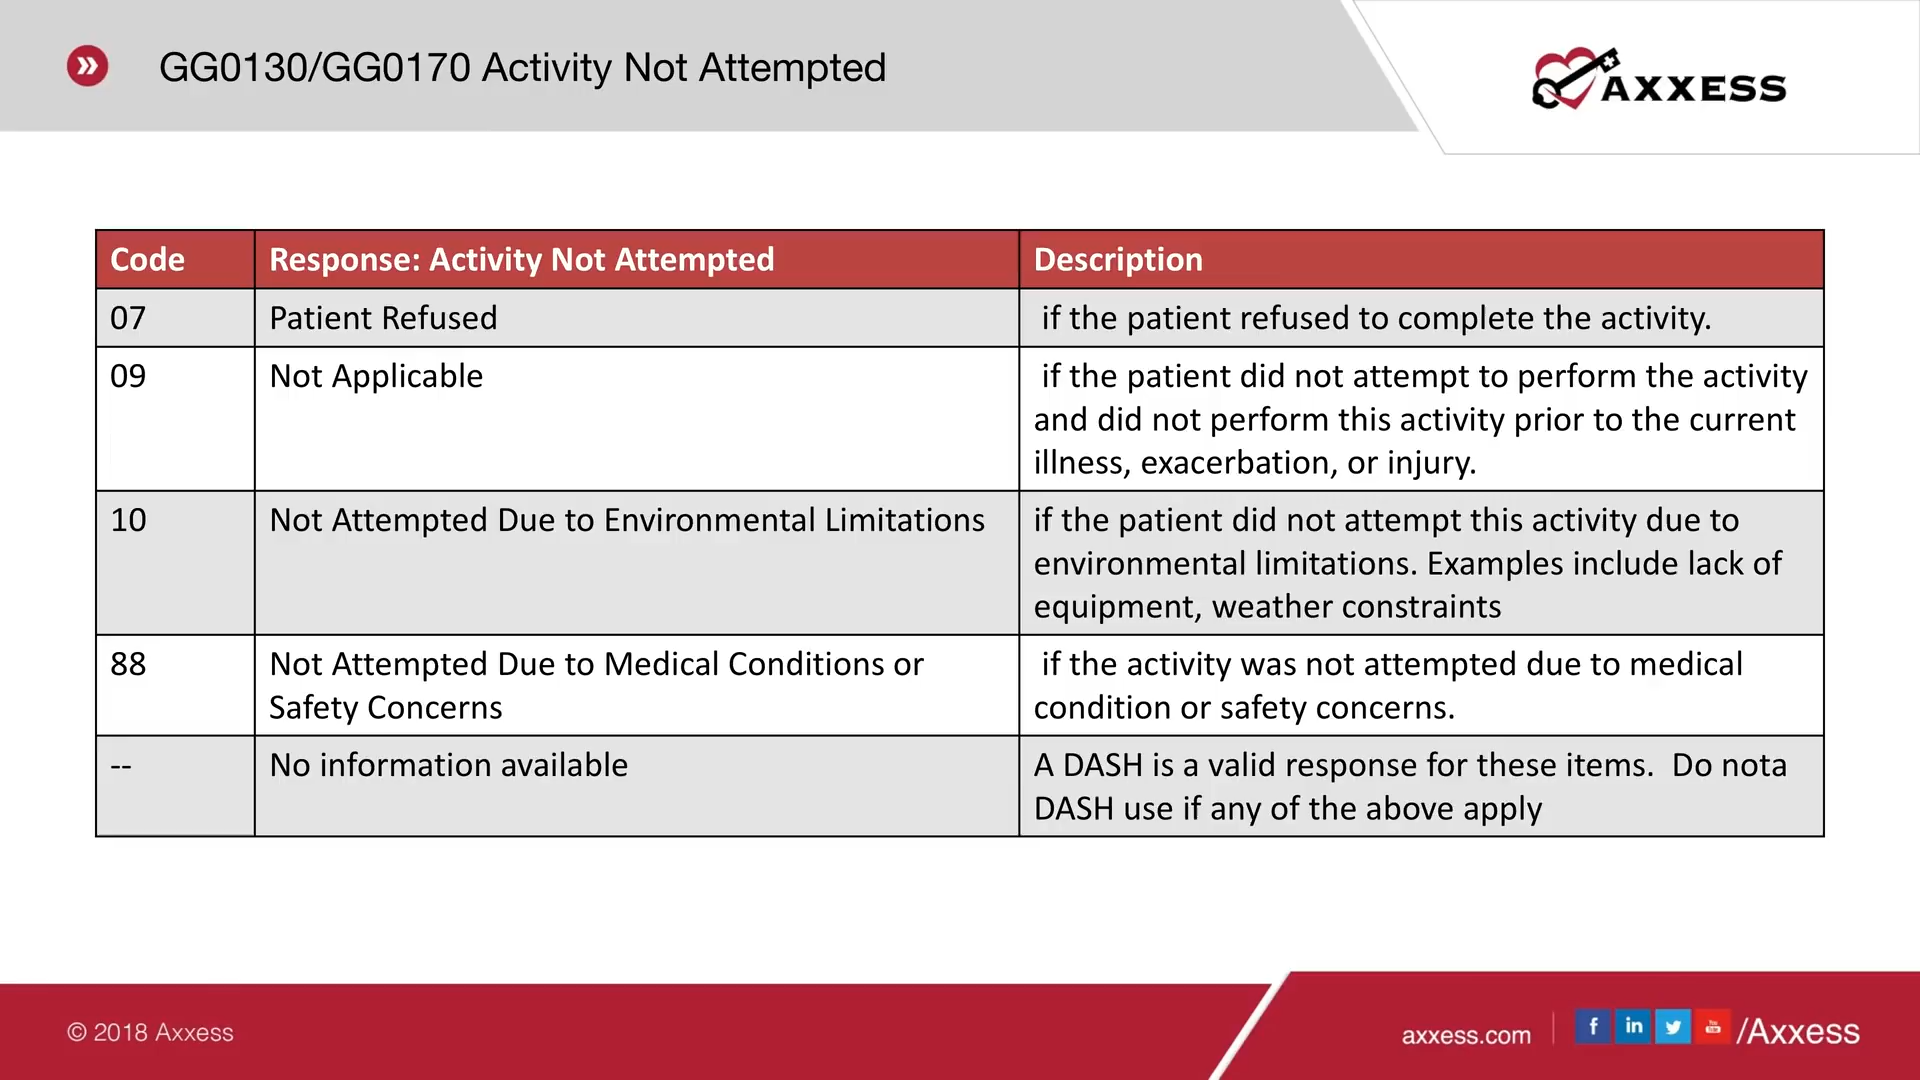 GG0130/GG0170 Activity Not Attempted
AXXESS
Code Response: Activity Not Attempted Description
07 Patient Refused if the patient refused to complete the activity.
09 Not Applicable if the patient did not attempt to perform the activity
and did not perform this activity prior to the current
illness, exacerbation, or injury.
10 Not Attempted Due to Environmental Limitations if the patient did not attempt this activity due to
environmental limitations. Examples include lack of
equipment, weather constraints
88 Not Attempted Due to Medical Conditions or if the activity was not attempted due to medical
Safety Concerns condition or safety concerns.
-- No information available A DASH is a valid response for these items. Do nota
DASH use if any of the above apply
© 2018 Axxess
axxess.com f in You Tube /Axxess